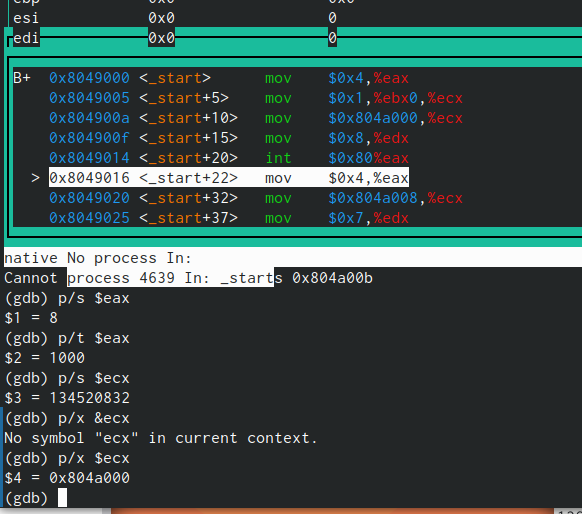 esi 0x0 0
edi 0x0 0
B+ 0x8049000 <_start> mov $0x4,%eax
0x8049005 <_start+5> mov $0x1,%ebx0,%ecx
0x804900a <_start+10> mov $0x804a000,%ecx
0x804900f <_start+15> mov $0x8,%edx
0x8049014 <_start+20> int $0x80%eax
> 0x8049016 <_start+22> mov $0x4,%eax
0x8049020 <_start+32> mov $0x804a008,%ecx
0x8049025 <_start+37> mov $0x7,%edx
native No process In:
Cannot process 4639 In: _starts 0x804a00b
(gdb) p/s $eax
$1 = 8
(gdb) p/t $eax
$2 = 1000
(gdb) p/s $ecx
$3 = 134520832
(gdb) p/x &ecx
No symbol "ecx" in current context.
(gdb) p/x $ecx
$4 = 0x804a000
(gdb)